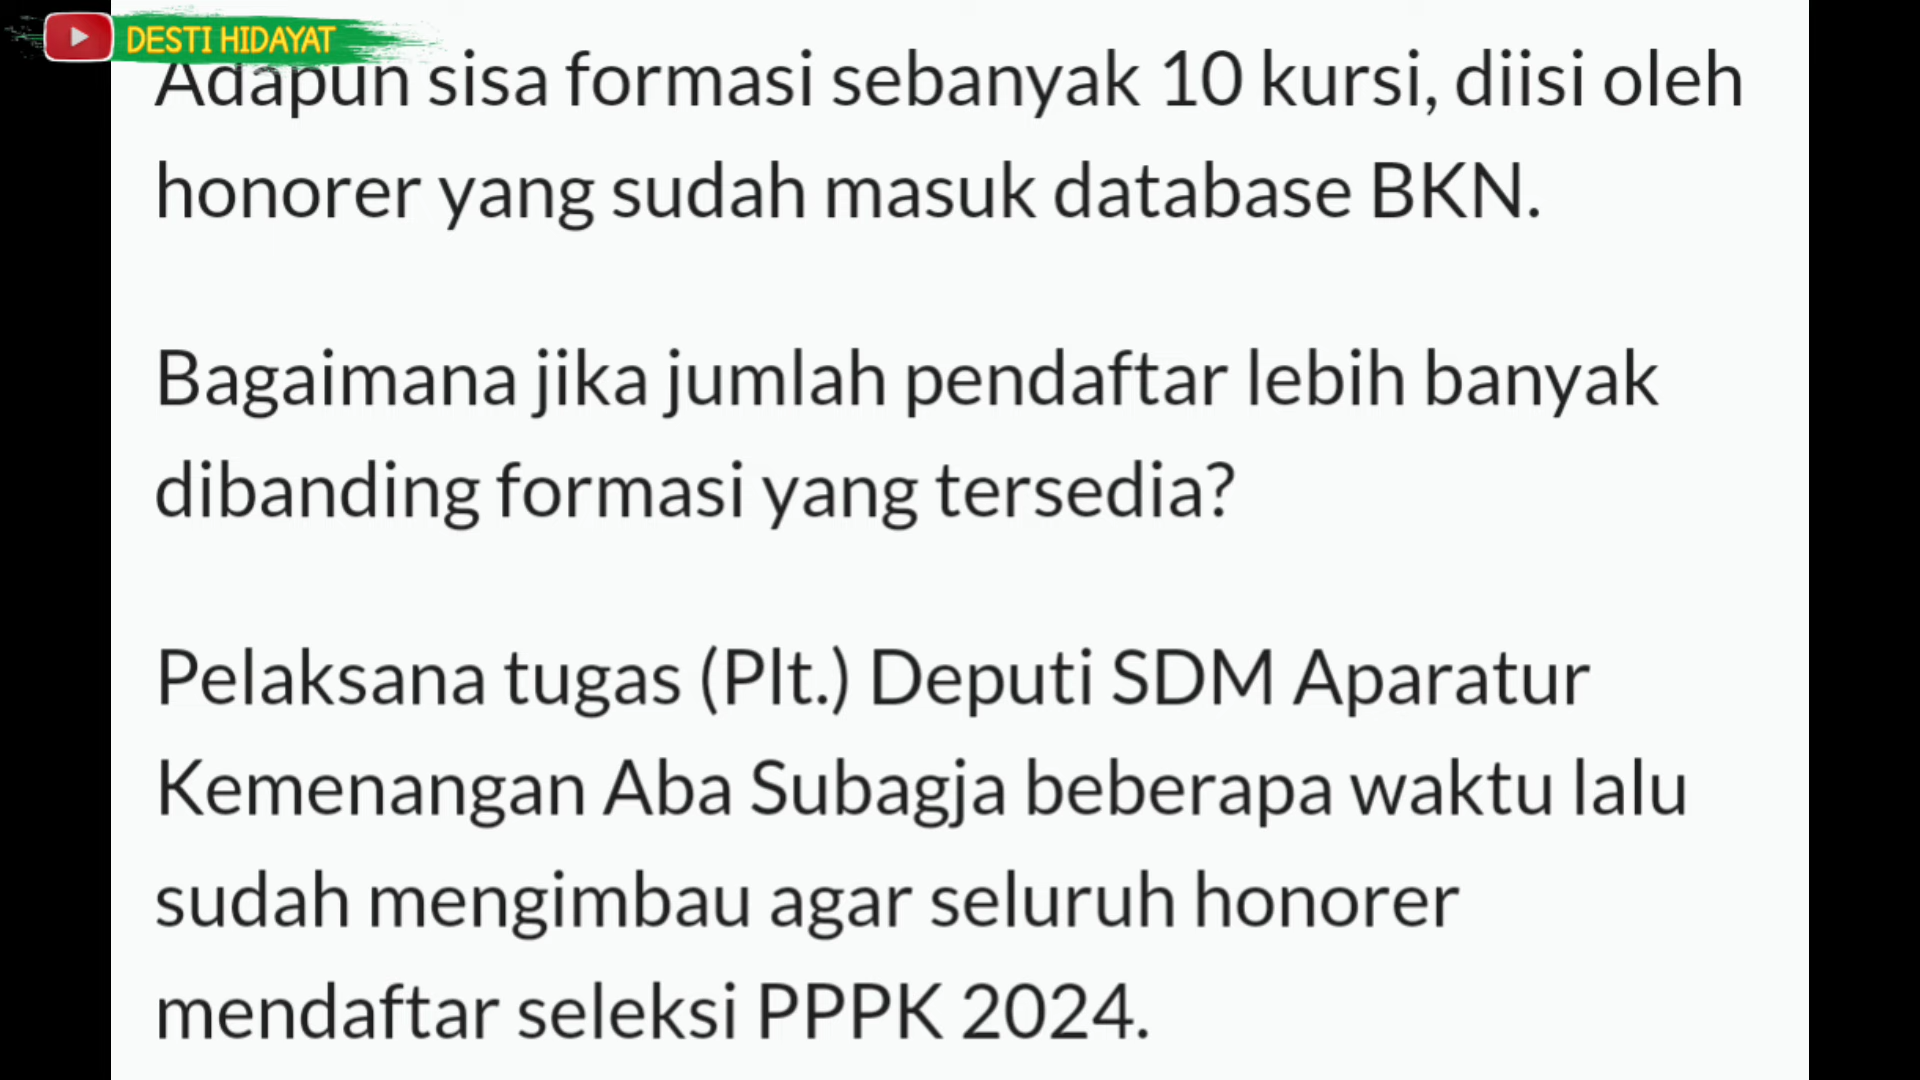 DESTI HIDAYAT
Adapun sisa formasi sebanyak 10 kursi, diisi oleh
honorer yang sudah masuk database BKN.
Bagaimana jika jumlah pendaftar lebih banyak
dibanding formasi yang tersedia?
Pelaksana tugas (Plt.) Deputi SDM Aparatur
Kemenangan Aba Subagja beberapa waktu lalu
sudah mengimbau agar seluruh honorer
mendaftar seleksi PPPK 2024.